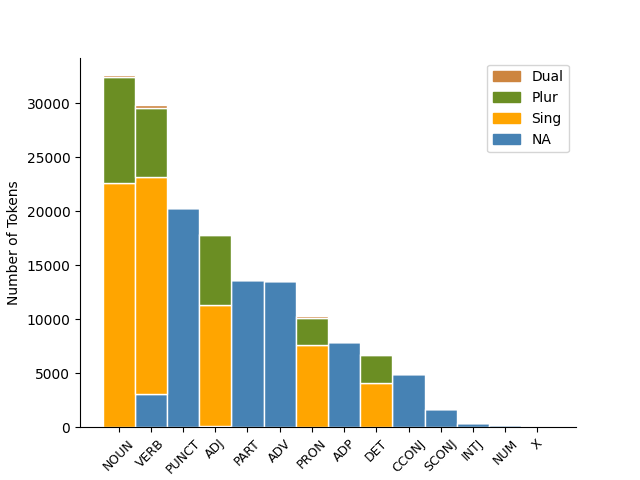 Dual
Plur
Sing
NA
Number of Tokens
30000
25000
20000
15000
10000
5000
0
NOUN
VERB
PUNCT
ADJ
PART
ADV
PRON
ADP
DET
CCONJ
SCONJ
INTJ
NUM
X